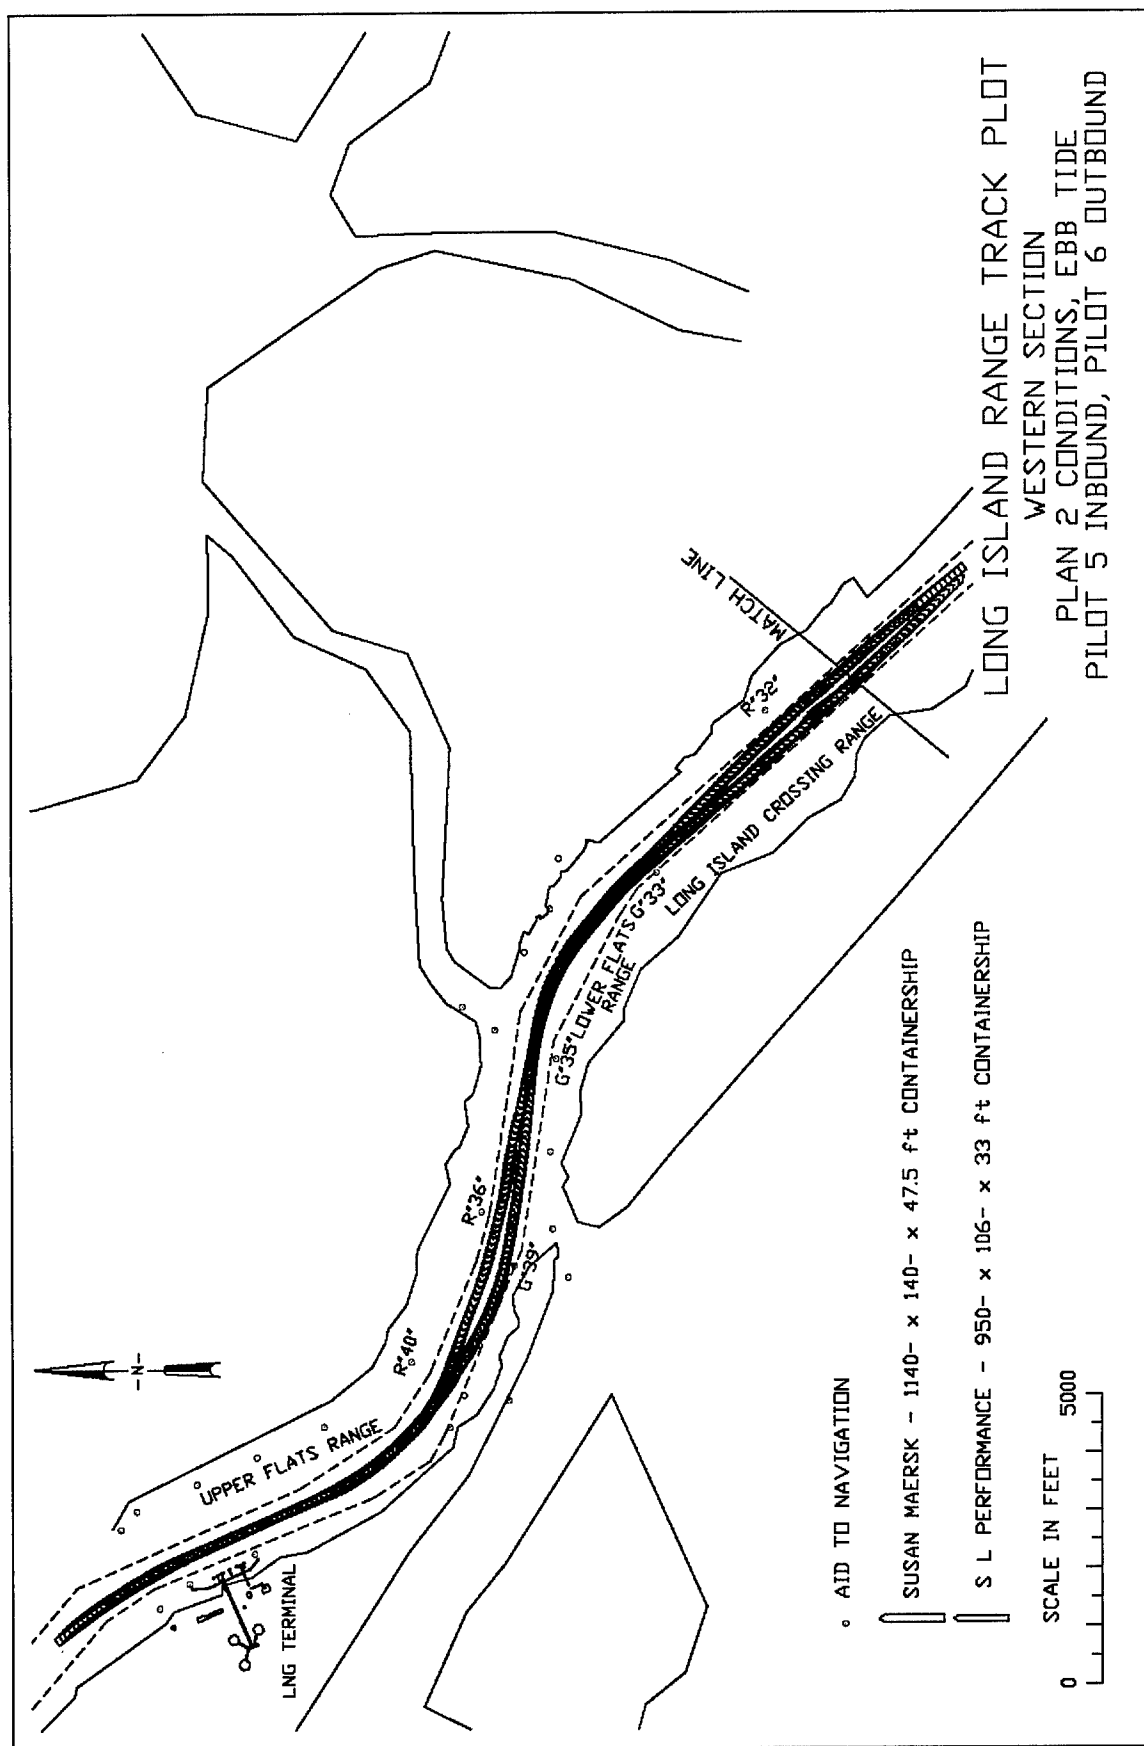 -N-
UPPER FLATS RANGE
LNG TERMINAL
R"40"
R"36"
G"39"
G"35"
LOWER FLATS
RANGE
G"33"
LONG ISLAND CROSSING RANGE
R"32"
MATCH LINE
AID TO NAVIGATION
SUSAN MAERSK - 1140- x 140- x 47.5 ft CONTAINERSHIP
S L PERFORMANCE - 950- x 106- x 33 ft CONTAINERSHIP
SCALE IN FEET
0 5000
LONG ISLAND RANGE TRACK PLOT
WESTERN SECTION
PLAN 2 CONDITIONS, EBB TIDE
PILOT 5 INBOUND, PILOT 6 OUTBOUND